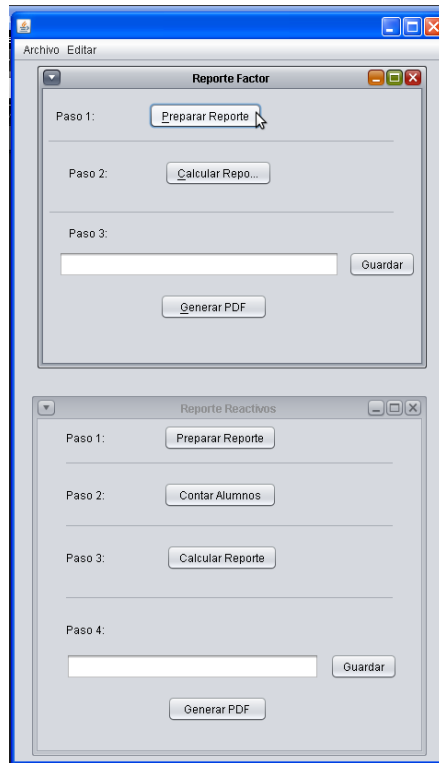 Archivo Editar
Reporte Factor
Paso 1: Preparar Reporte
Paso 2: Calcular Repo...
Paso 3:
Guardar
Generar PDF
Reporte Reactivos
Paso 1: Preparar Reporte
Paso 2: Contar Alumnos
Paso 3: Calcular Reporte
Paso 4:
Guardar
Generar PDF